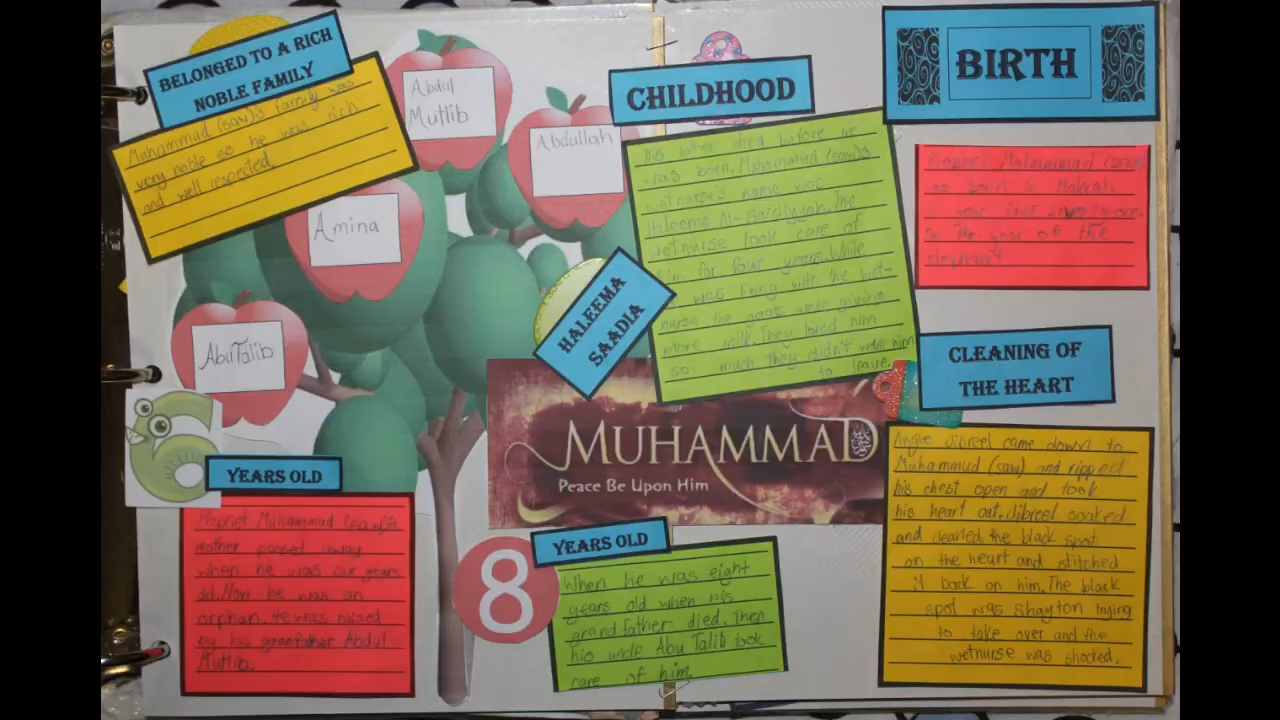 BELONGED TO A RICH
NOBLE FAMILY
Muhammad (saw)'s family was
very noble so he was rich
and well respected.
Abdal
Mutlib
Abdullah
Amina
AbuTalib
6
YEARS OLD
Prophet Muhammad (saw)'s
mother passed away
when he was six years
old. Now he was an
orphan. He was raised
by his granfather Abdul
Mutlib.
CHILDHOOD
His father died before he
was born. Muhammad (saw)'s
wetnurse's name was
Haleema Al-
wetnurse took care of
him for four years. While
was living with the wet-
nurse the goats were giving
more milk. They loved him
so much they didn't want him
to leave.
HALEEMA
SAADIA
MUHAMMAD
Peace Be Upon Him
8
YEARS OLD
When he was eight
years old when his
grandfather died. Then
his uncle Abu Talib took
care of him.
BIRTH
Prophet Muhammad (saw)
born in Makkah
year five
the year of the
elephant
CLEANING OF
THE HEART
Angle Jibreel came down to
Muhammud (saw) and ripped
his chest open and took
his heart out. Jibreel soaked
and cleaned the black spot
on the heart and stitched
it back on him. The black
spot was shayton trying
to take over and the
wetnurse was shocked.